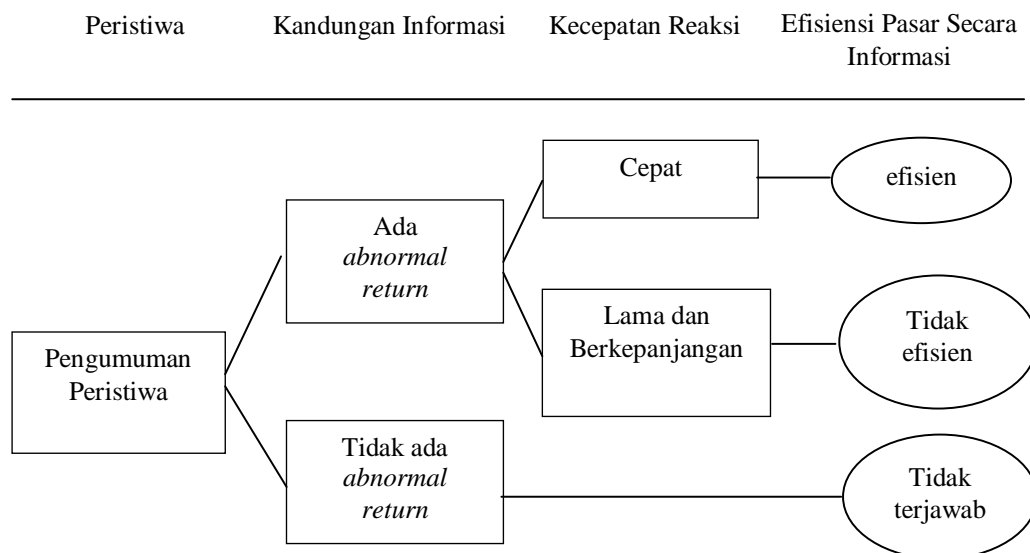 Peristiwa
Kandungan Informasi
Kecepatan Reaksi
Efisiensi Pasar Secara
Informasi
Cepat
efisien
Ada
abnormal
return
Lama dan
Berkepanjangan
Tidak
efisien
Pengumuman
Peristiwa
Tidak ada
abnormal
return
Tidak
terjawab